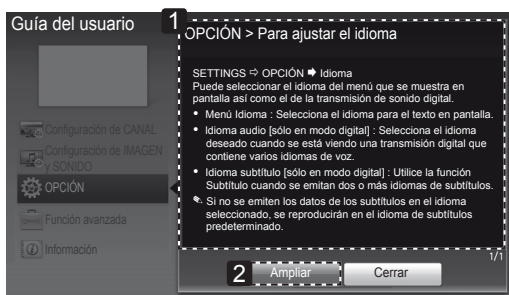 Guía del usuario
1
OPCIÓN > Para ajustar el idioma
SETTINGS ⇨ OPCIÓN ➡ Idioma
Puede seleccionar el idioma del menú que se muestra en
pantalla así como el de la transmisión de sonido digital.
• Menú Idioma : Selecciona el idioma para el texto en pantalla.
• Idioma audio [sólo en modo digital] : Selecciona el idioma
deseado cuando se está viendo una transmisión digital que
contiene varios idiomas de voz.
• Idioma subtítulo [sólo en modo digital] : Utilice la función
Subtítulo cuando se emitan dos o más idiomas de subtítulos.
✎ Si no se emiten los datos de los subtítulos en el idioma
seleccionado, se reproducirán en el idioma de subtítulos
predeterminado.
Configuración de CANAL
Configuración de IMAGEN
y SONIDO
OPCIÓN
Función avanzada
Información
1/1
2
Ampliar
Cerrar